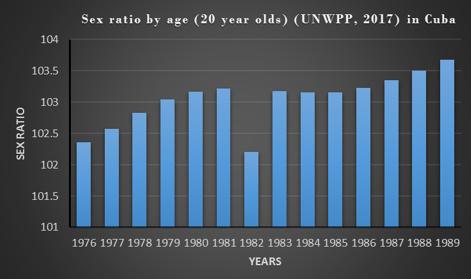 Sex ratio by age (20 year olds) (UNWPP, 2017) in Cuba
104
103.5
103
102.5
102
101.5
101
SEX RATIO
1976 1977 1978 1979 1980 1981 1982 1983 1984 1985 1986 1987 1988 1989
YEARS